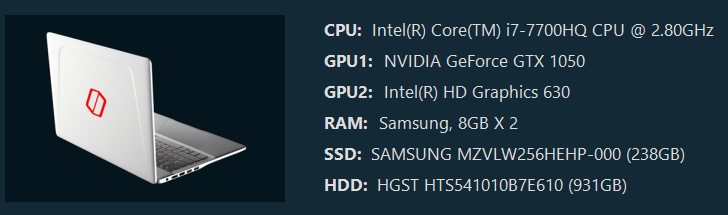 CPU: Intel(R) Core(TM) i7-7700HQ CPU @ 2.80GHz
GPU1: NVIDIA GeForce GTX 1050
GPU2: Intel(R) HD Graphics 630
RAM: Samsung, 8GB X 2
SSD: SAMSUNG MZVLW256HEHP-000 (238GB)
HDD: HGST HTS541010B7E610 (931GB)